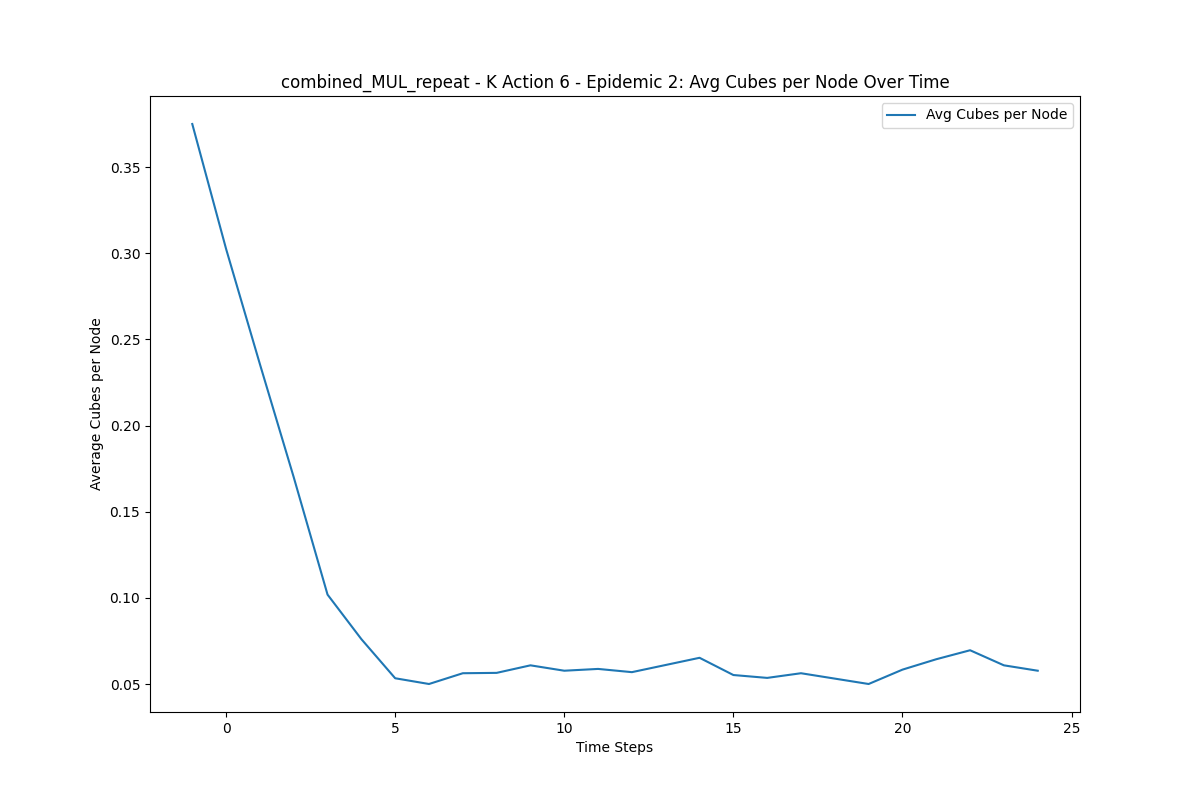 combined_MUL_repeat - K Action 6 - Epidemic 2: Avg Cubes per Node Over Time
Avg Cubes per Node
Average Cubes per Node
0.35
0.30
0.25
0.20
0.15
0.10
0.05
0 5 10 15 20 25
Time Steps